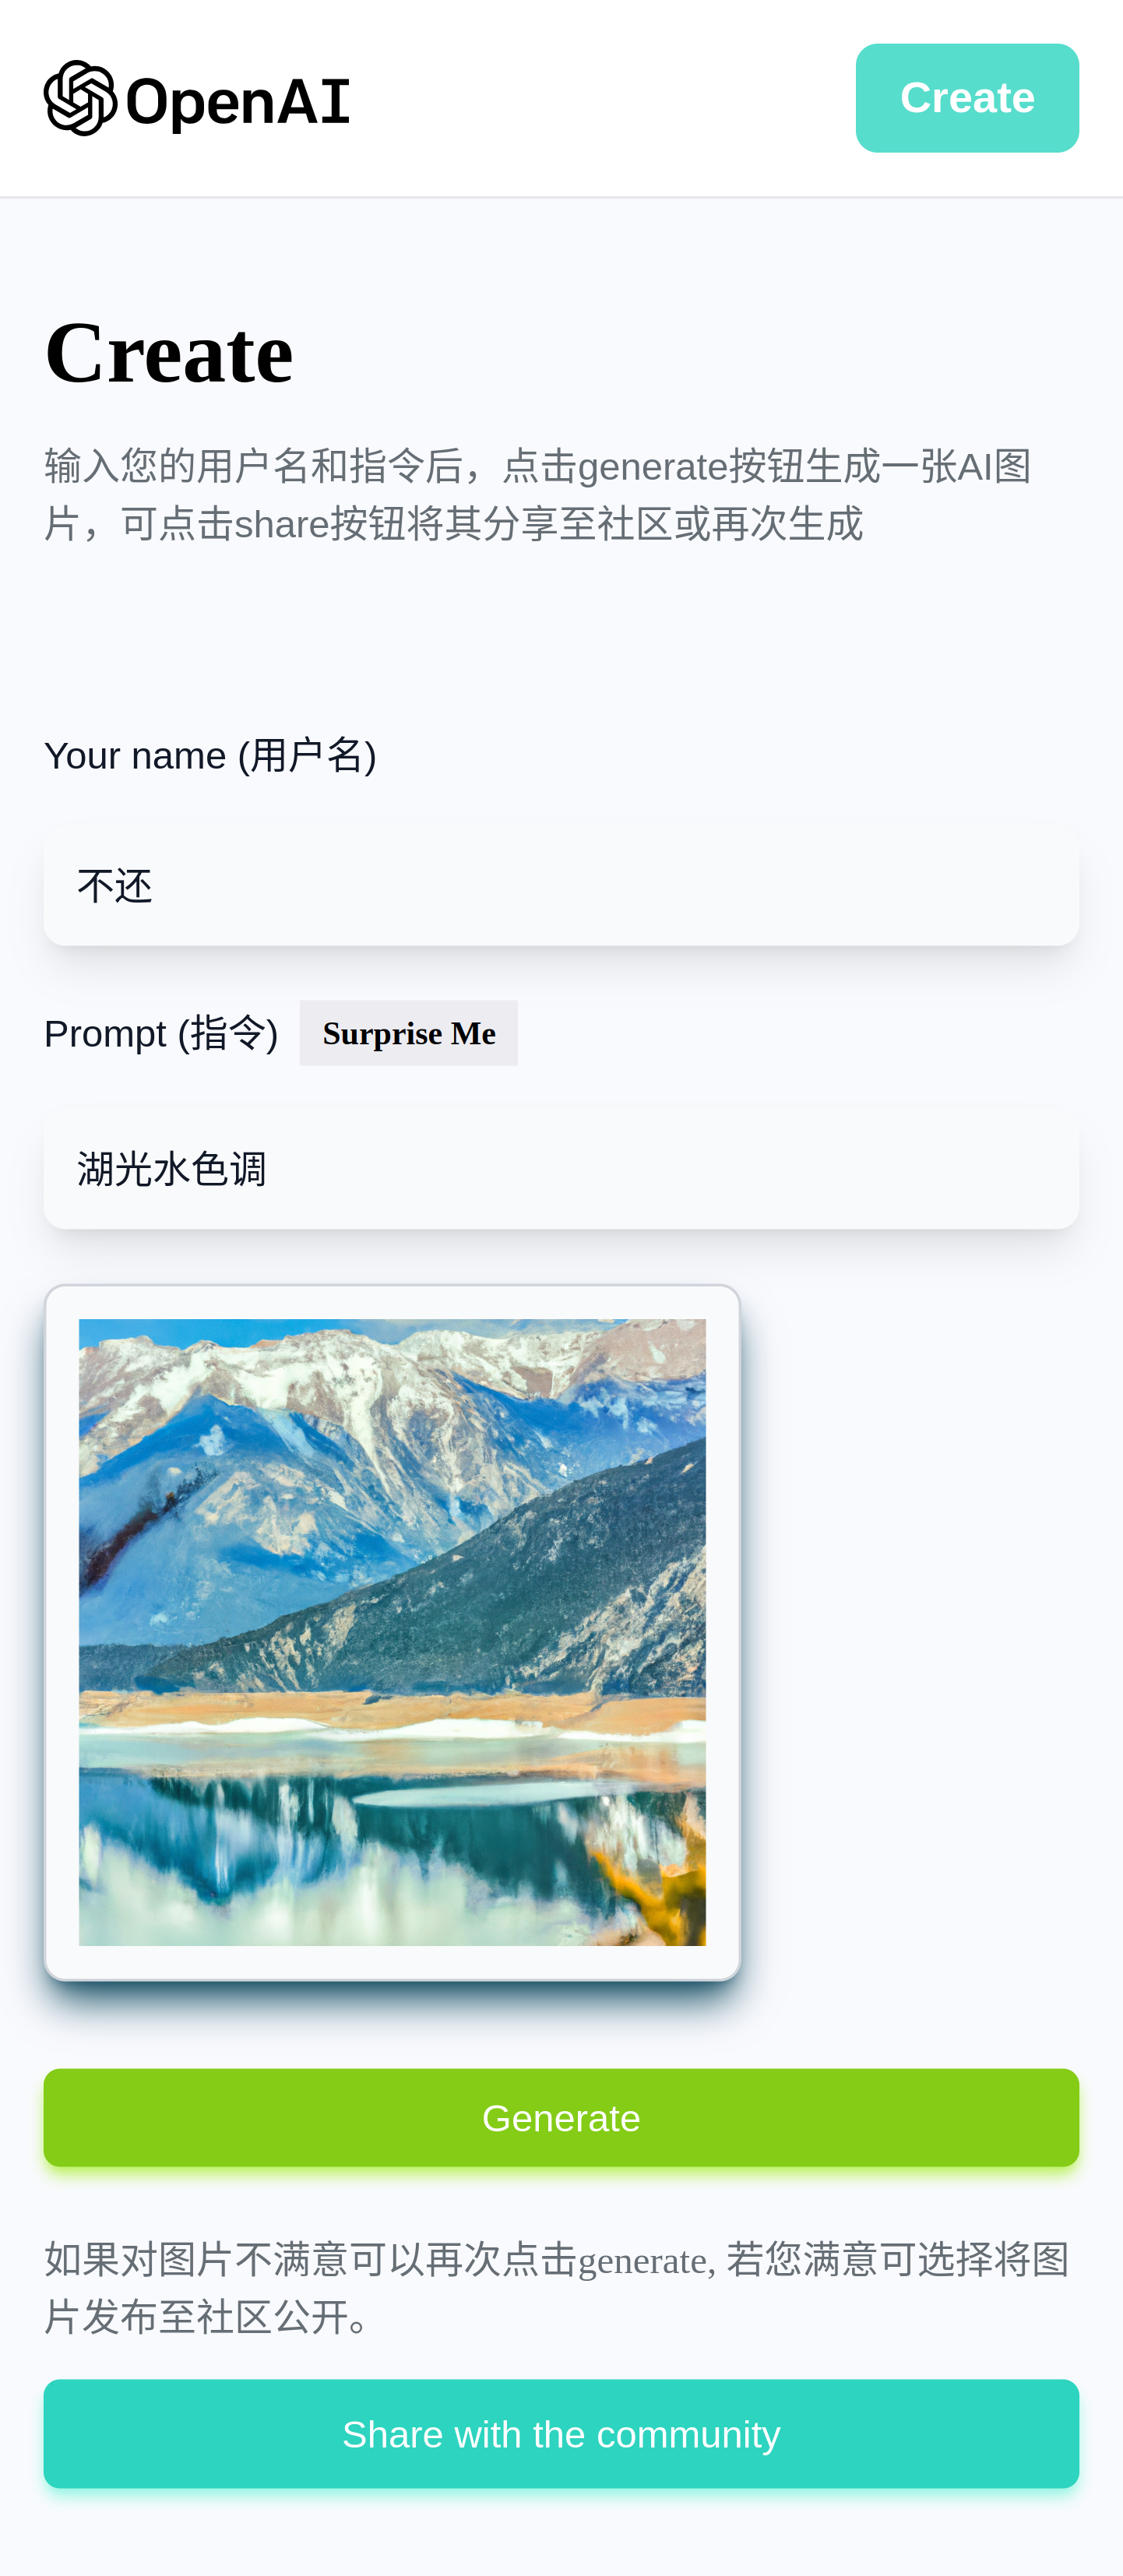 OpenAI
Create
Create
输入您的用户名和指令后，点击generate按钮生成一张AI图
片，可点击share按钮将其分享至社区或再次生成
Your name (用户名)
不还
Prompt (指令) Surprise Me
湖光水色调
Generate
如果对图片不满意可以再次点击generate, 若您满意可选择将图
片发布至社区公开。
Share with the community